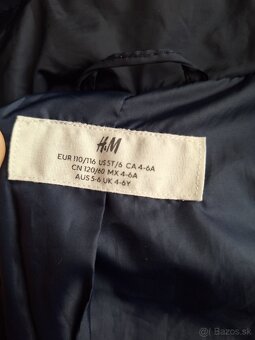 H&M
EUR 110/116 US 5T/6 CA 4-6A
CN 120/60 MX 4-6A
AUS 5-6 UK 4-6Y
Bazos.sk